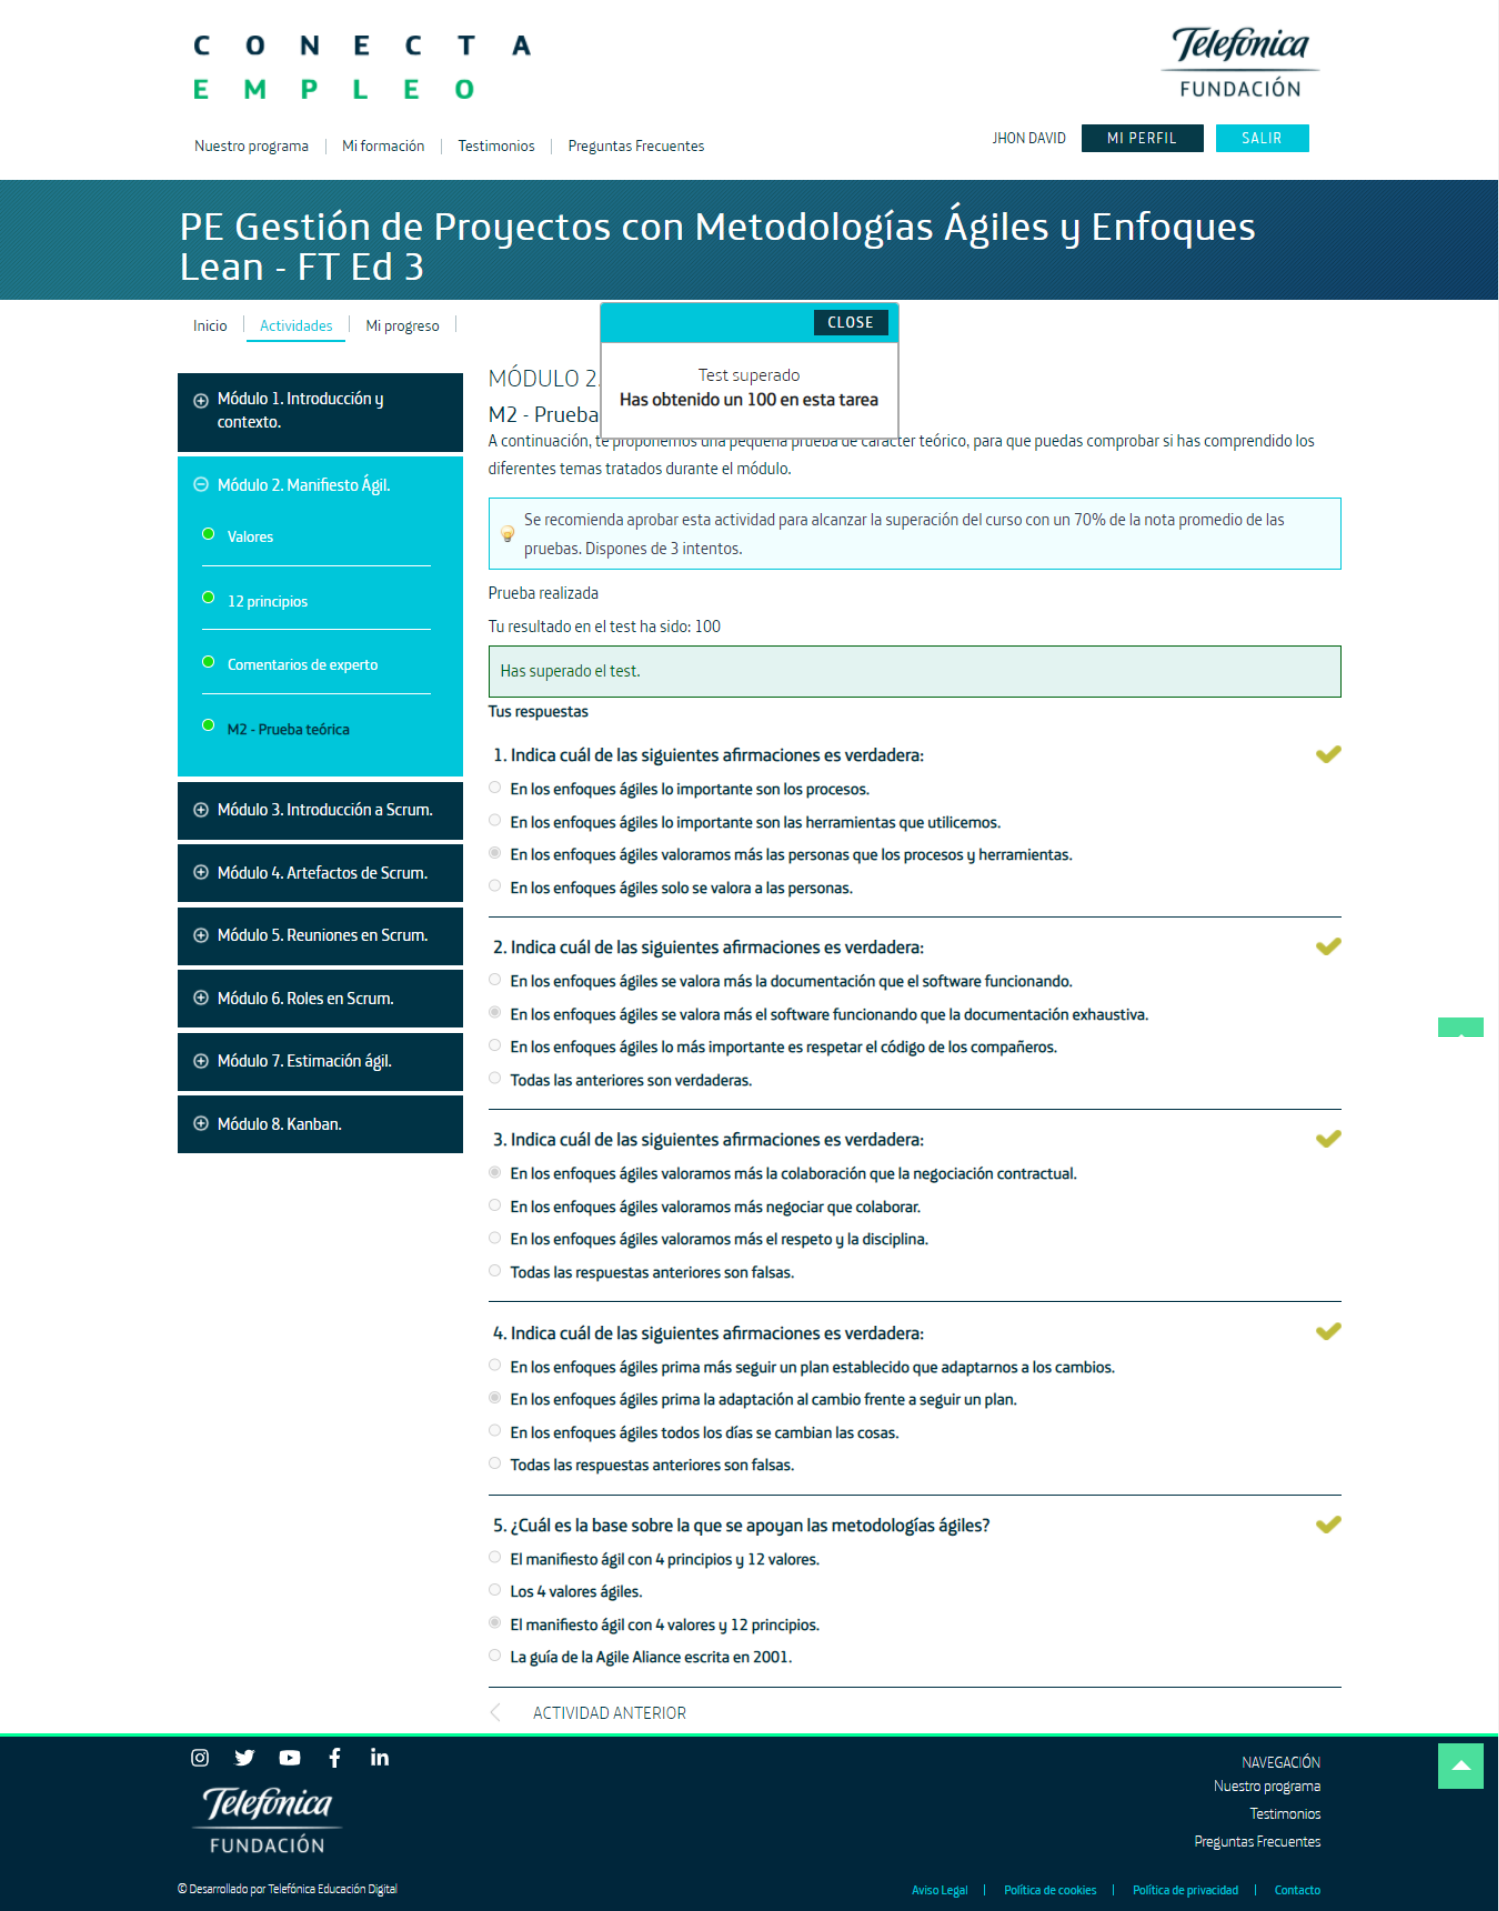 CONECTA
EMPLEO
Telefónica
FUNDACIÓN
Nuestro programa | Mi formación | Testimonios | Preguntas Frecuentes
JHON DAVID MI PERFIL SALIR
PE Gestión de Proyectos con Metodologías Ágiles y Enfoques
Lean - FT Ed 3
Inicio | Actividades | Mi progreso |
CLOSE
Test superado
Has obtenido un 100 en esta tarea
Módulo 1. Introducción y
contexto.
Módulo 2. Manifiesto Ágil.
Valores
12 principios
Comentarios de experto
M2 - Prueba teórica
Módulo 3. Introducción a Scrum.
Módulo 4. Artefactos de Scrum.
Módulo 5. Reuniones en Scrum.
Módulo 6. Roles en Scrum.
Módulo 7. Estimación ágil.
Módulo 8. Kanban.
MÓDULO 2.
M2 - Prueba
A continuación, te proponemos una pequeña prueba de carácter teórico, para que puedas comprobar si has comprendido los
diferentes temas tratados durante el módulo.
Se recomienda aprobar esta actividad para alcanzar la superación del curso con un 70% de la nota promedio de las
pruebas. Dispones de 3 intentos.
Prueba realizada
Tu resultado en el test ha sido: 100
Has superado el test.
Tus respuestas
1. Indica cuál de las siguientes afirmaciones es verdadera:
En los enfoques ágiles lo importante son los procesos.
En los enfoques ágiles lo importante son las herramientas que utilicemos.
En los enfoques ágiles valoramos más las personas que los procesos y herramientas.
En los enfoques ágiles solo se valora a las personas.
2. Indica cuál de las siguientes afirmaciones es verdadera:
En los enfoques ágiles se valora más la documentación que el software funcionando.
En los enfoques ágiles se valora más el software funcionando que la documentación exhaustiva.
En los enfoques ágiles lo más importante es respetar el código de los compañeros.
Todas las anteriores son verdaderas.
3. Indica cuál de las siguientes afirmaciones es verdadera:
En los enfoques ágiles valoramos más la colaboración que la negociación contractual.
En los enfoques ágiles valoramos más negociar que colaborar.
En los enfoques ágiles valoramos más el respeto y la disciplina.
Todas las respuestas anteriores son falsas.
4. Indica cuál de las siguientes afirmaciones es verdadera:
En los enfoques ágiles prima más seguir un plan establecido que adaptarnos a los cambios.
En los enfoques ágiles prima la adaptación al cambio frente a seguir un plan.
En los enfoques ágiles todos los días se cambian las cosas.
Todas las respuestas anteriores son falsas.
5. ¿Cuál es la base sobre la que se apoyan las metodologías ágiles?
El manifiesto ágil con 4 principios y 12 valores.
Los 4 valores ágiles.
El manifiesto ágil con 4 valores y 12 principios.
La guía de la Agile Aliance escrita en 2001.
ACTIVIDAD ANTERIOR
Telefónica
FUNDACIÓN
© Desarrollado por Telefónica Educación Digital
NAVEGACIÓN
Nuestro programa
Testimonios
Preguntas Frecuentes
Aviso Legal | Política de cookies | Política de privacidad | Contacto